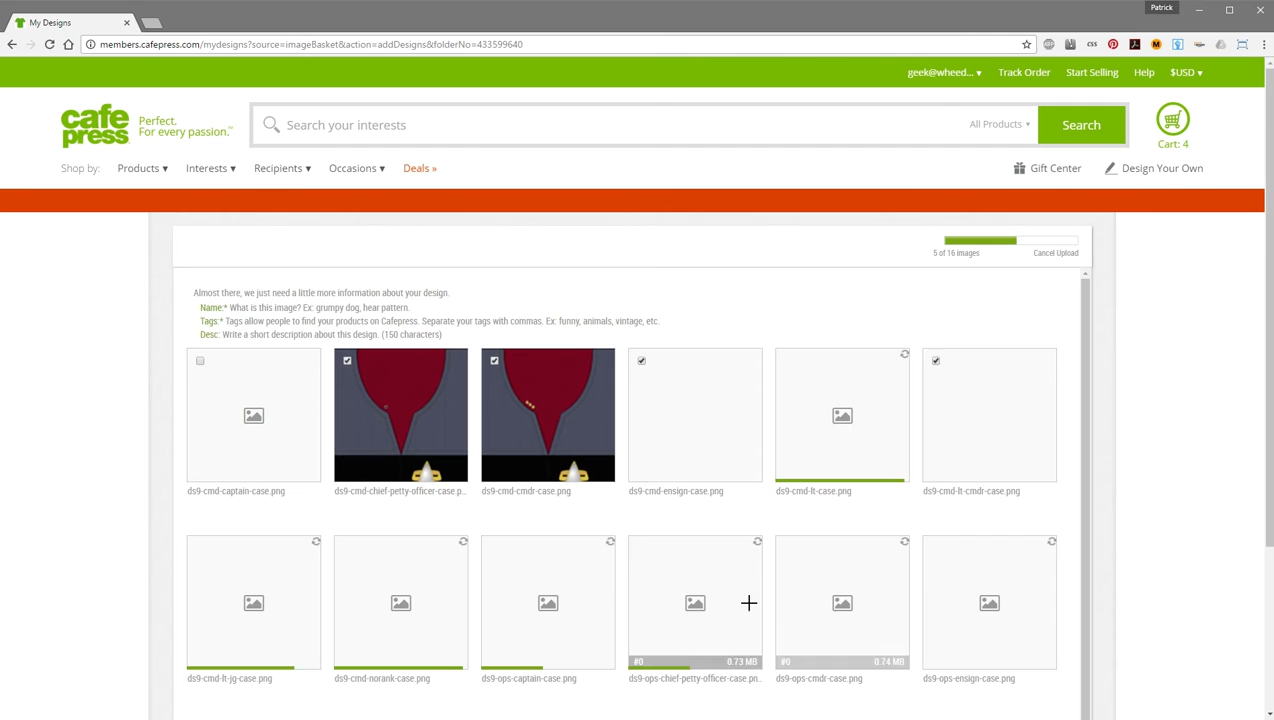 Patrick
My Designs
members.cafepress.com/mydesigns?source=imageBasket&action=addDesigns&folderNo=433599640
geek@wheed... ▾ Track Order Start Selling Help $USD ▾
cafe press
Perfect.
For every passion.™
Search your interests All Products ▾ Search
Cart: 4
Shop by: Products ▾ Interests ▾ Recipients ▾ Occasions ▾ Deals » Gift Center Design Your Own
5 of 16 images Cancel Upload
Almost there, we just need a little more information about your design.
Name:* What is this image? Ex: grumpy dog, hear pattern.
Tags:* Tags allow people to find your products on Cafepress. Separate your tags with commas. Ex: funny, animals, vintage, etc.
Desc: Write a short description about this design. (150 characters)
ds9-cmd-captain-case.png ds9-cmd-chief-petty-officer-case.p... ds9-cmd-cmdr-case.png ds9-cmd-ensign-case.png ds9-cmd-lt-case.png ds9-cmd-lt-cmdr-case.png
#0 0.73 MB #0 0.74 MB
ds9-cmd-lt-jg-case.png ds9-cmd-norank-case.png ds9-ops-captain-case.png ds9-ops-chief-petty-officer-case.pn... ds9-ops-cmdr-case.png ds9-ops-ensign-case.png